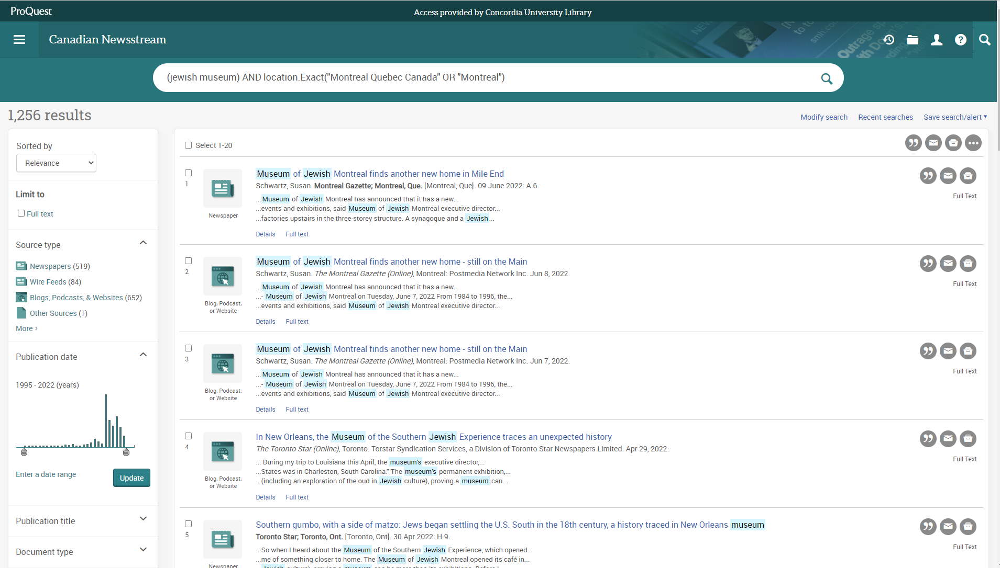 ProQuest
Access provided by Concordia University Library
Canadian Newsstream
(jewish museum) AND location.Exact("Montreal Quebec Canada" OR "Montreal")
1,256 results
Modify search Recent searches Save search/alert
Sorted by
Relevance
Limit to
Full text
Source type
Newspapers (519)
Wire Feeds (84)
Blogs, Podcasts, & Websites (652)
Other Sources (1)
More ›
Publication date
1995 - 2022 (years)
Enter a date range
Update
Publication title
Document type
Select 1-20
1
Newspaper
Museum of Jewish Montreal finds another new home in Mile End
Schwartz, Susan. Montreal Gazette; Montreal, Que. [Montreal, Que]. 09 June 2022: A.6.
...Museum of Jewish Montreal has announced that it has a new...
...events and exhibitions, said Museum of Jewish Montreal executive director...
...factories upstairs in the three-storey structure. A synagogue and a Jewish...
Details Full text
Full Text
2
Blog, Podcast,
or Website
Museum of Jewish Montreal finds another new home - still on the Main
Schwartz, Susan. The Montreal Gazette (Online), Montreal: Postmedia Network Inc. Jun 8, 2022.
...Museum of Jewish Montreal has announced that it has a new...
...- Museum of Jewish Montreal on Tuesday, June 7, 2022 From 1984 to 1996, the...
...events and exhibitions, said Museum of Jewish Montreal executive director...
Details Full text
Full Text
3
Blog, Podcast,
or Website
Museum of Jewish Montreal finds another new home - still on the Main
Schwartz, Susan. The Montreal Gazette (Online), Montreal: Postmedia Network Inc. Jun 7, 2022.
...Museum of Jewish Montreal has announced that it has a new...
...- Museum of Jewish Montreal on Tuesday, June 7, 2022 From 1984 to 1996, the...
...events and exhibitions, said Museum of Jewish Montreal executive director...
Details Full text
Full Text
4
Blog, Podcast,
or Website
In New Orleans, the Museum of the Southern Jewish Experience traces an unexpected history
The Toronto Star (Online), Toronto: Torstar Syndication Services, a Division of Toronto Star Newspapers Limited. Apr 29, 2022.
... During my trip to Louisiana this April, the museum's executive director,...
...States was in Charleston, South Carolina." The museum's permanent exhibition,...
...(including an exploration of the oud in Jewish culture), proving a museum can...
Details Full text
Full Text
5
Newspaper
Southern gumbo, with a side of matzo: Jews began settling the U.S. South in the 18th century, a history traced in New Orleans museum
Toronto Star; Toronto, Ont. [Toronto, Ont]. 30 Apr 2022: H.9.
...So when I heard about the Museum of the Southern Jewish Experience, which opened...
...me of something closer to home. The Museum of Jewish Montreal opened its café in...
Full Text